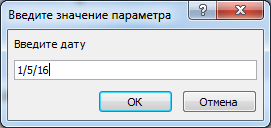 Введите значение параметра
Введите дату
1/5/16
ОК
Отмена